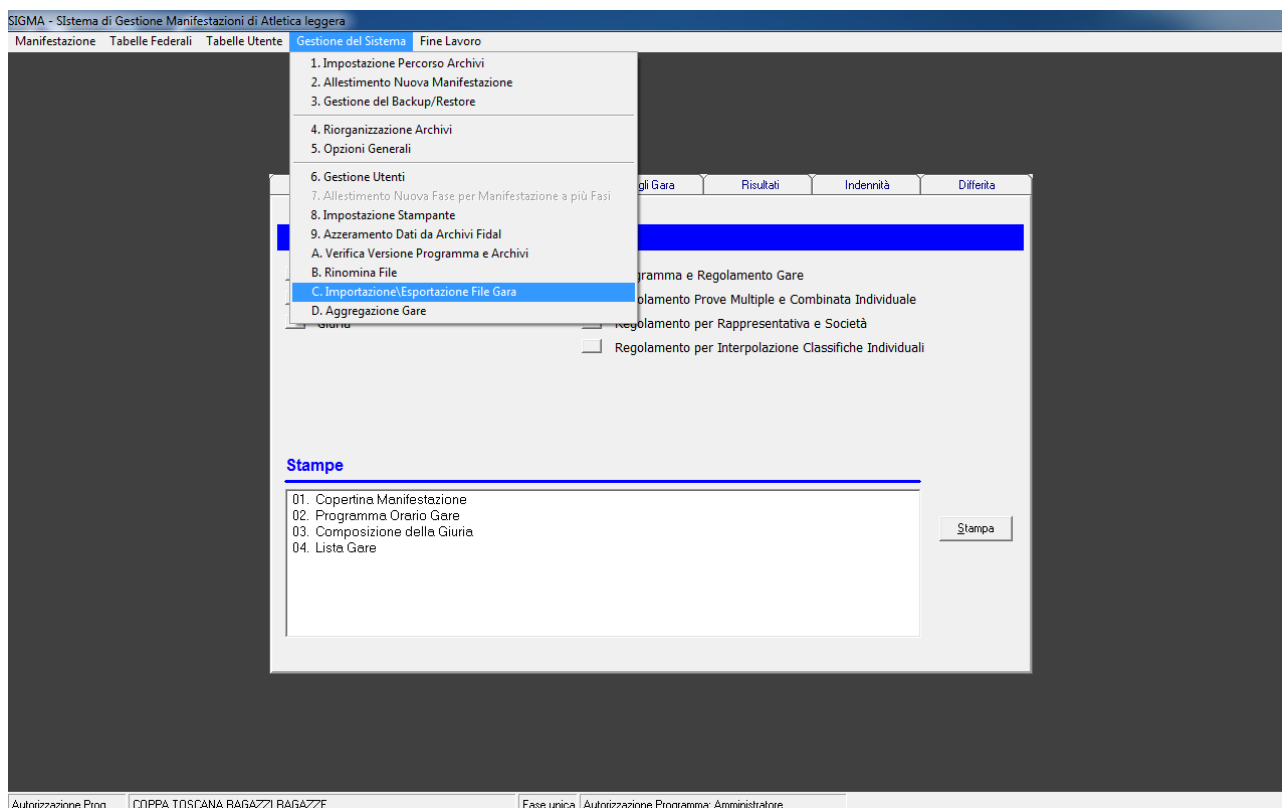 SIGMA - SIstema di Gestione Manifestazioni di Atletica leggera
Manifestazione Tabelle Federali Tabelle Utente Gestione del Sistema Fine Lavoro
1. Impostazione Percorso Archivi
2. Allestimento Nuova Manifestazione
3. Gestione del Backup/Restore
4. Riorganizzazione Archivi
5. Opzioni Generali
6. Gestione Utenti
7. Allestimento Nuova Fase per Manifestazione a più Fasi
8. Impostazione Stampante
9. Azzeramento Dati da Archivi Fidal
A. Verifica Versione Programma e Archivi
B. Rinomina File
C. Importazione\Esportazione File Gara
D. Aggregazione Gare
gli Gara Risultati Indennità Differita
gramma e Regolamento Gare
olamento Prove Multiple e Combinata Individuale
Giuria Regolamento per Rappresentativa e Società
Regolamento per Interpolazione Classifiche Individuali
Stampe
01. Copertina Manifestazione
02. Programma Orario Gare
03. Composizione della Giuria
04. Lista Gare
Stampa
Autorizzazione Prog COPPA TOSCANA RAGAZZI RAGAZZE Fase unica Autorizzazione Programma: Amministratore